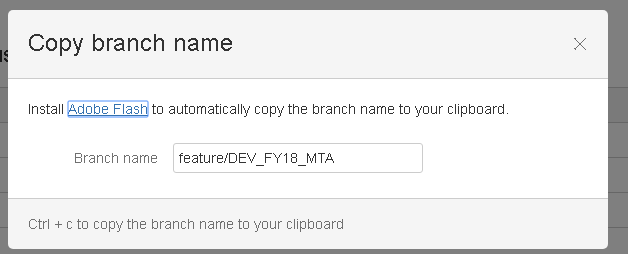 Copy branch name
Install Adobe Flash to automatically copy the branch name to your clipboard.
Branch name feature/DEV_FY18_MTA
Ctrl + c to copy the branch name to your clipboard